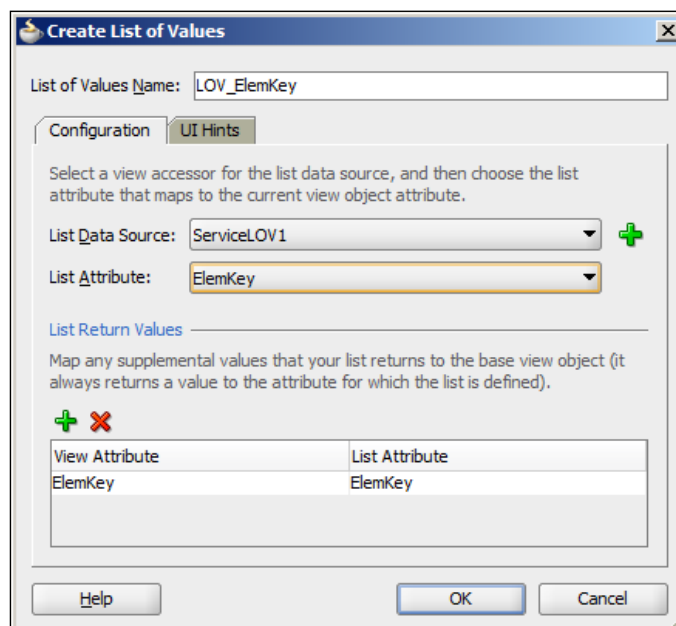 Create List of Values
List of Values Name: LOV_ElemKey
Configuration UI Hints
Select a view accessor for the list data source, and then choose the list
attribute that maps to the current view object attribute.
List Data Source: ServiceLOV1
List Attribute: ElemKey
List Return Values
Map any supplemental values that your list returns to the base view object (it
always returns a value to the attribute for which the list is defined).
View Attribute List Attribute
ElemKey ElemKey
Help OK Cancel